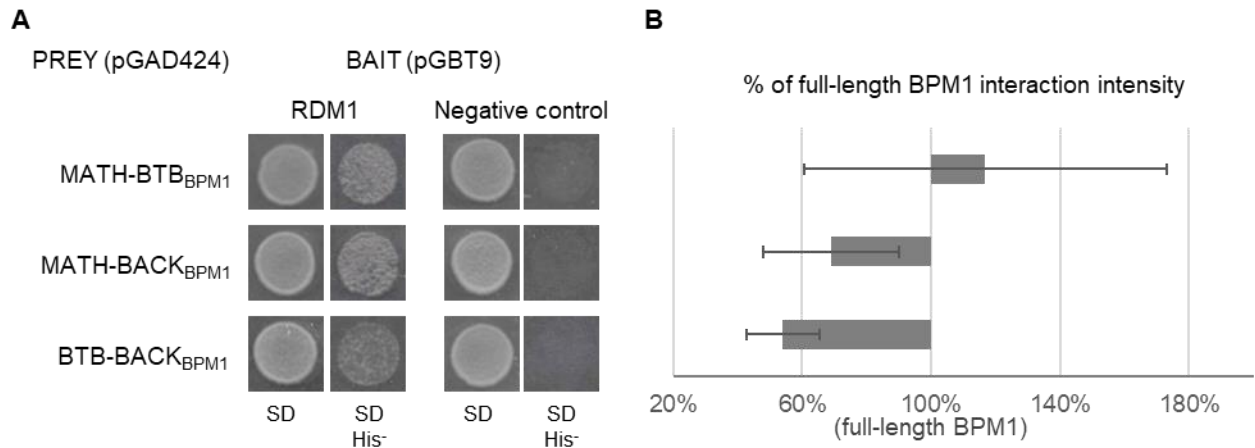 A
PREY (pGAD424) BAIT (pGBT9)
RDM1 Negative control
MATH-BTBBPM1
MATH-BACKBPM1
BTB-BACKBPM1
SD SD His- SD SD His-
B
% of full-length BPM1 interaction intensity
20% 60% 100% 140% 180%
(full-length BPM1)